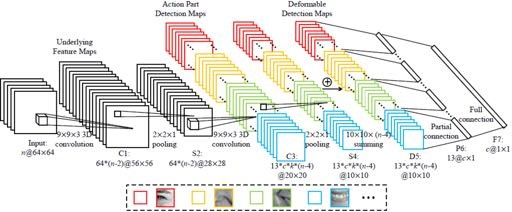 Action Part
Detection Maps
Deformable
Detection Maps
Underlying
Feature Maps
Input:
n@64×64
9×9×3 3D
convolution
C1:
64*(n-2)@56×56
2×2×1
pooling
S2:
64*(n-2)@28×28
9×9×3 3D
convolution
C3:
13*c*(n-4)
@20×20
2×2×1
pooling
S4:
13*c*(n-4)
@10×10
10×10×(n-4)
summing
D5:
13*c*(n-4)
@10×10
Partial
connection
P6:
13@c×1
Full
connection
F7:
c@1×1